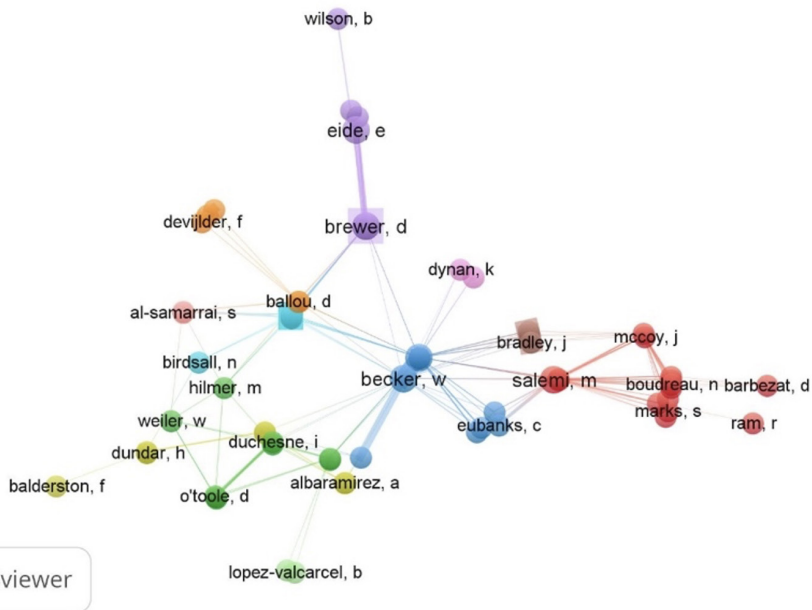 wilson, b
eide, e
devijlder, f
brewer, d
dynan, k
al-samarrai, s
ballou, d
bradley, j
mccoy, j
birdsall, n
hilmer, m
becker, w
salemi, m
boudreau, n
barbezat, d
weiler, w
marks, s
ram, r
eubanks, c
duchesne, i
dundar, h
balderston, f
o'toole, d
albaramirez, a
lopez-valcarcel, b
viewer